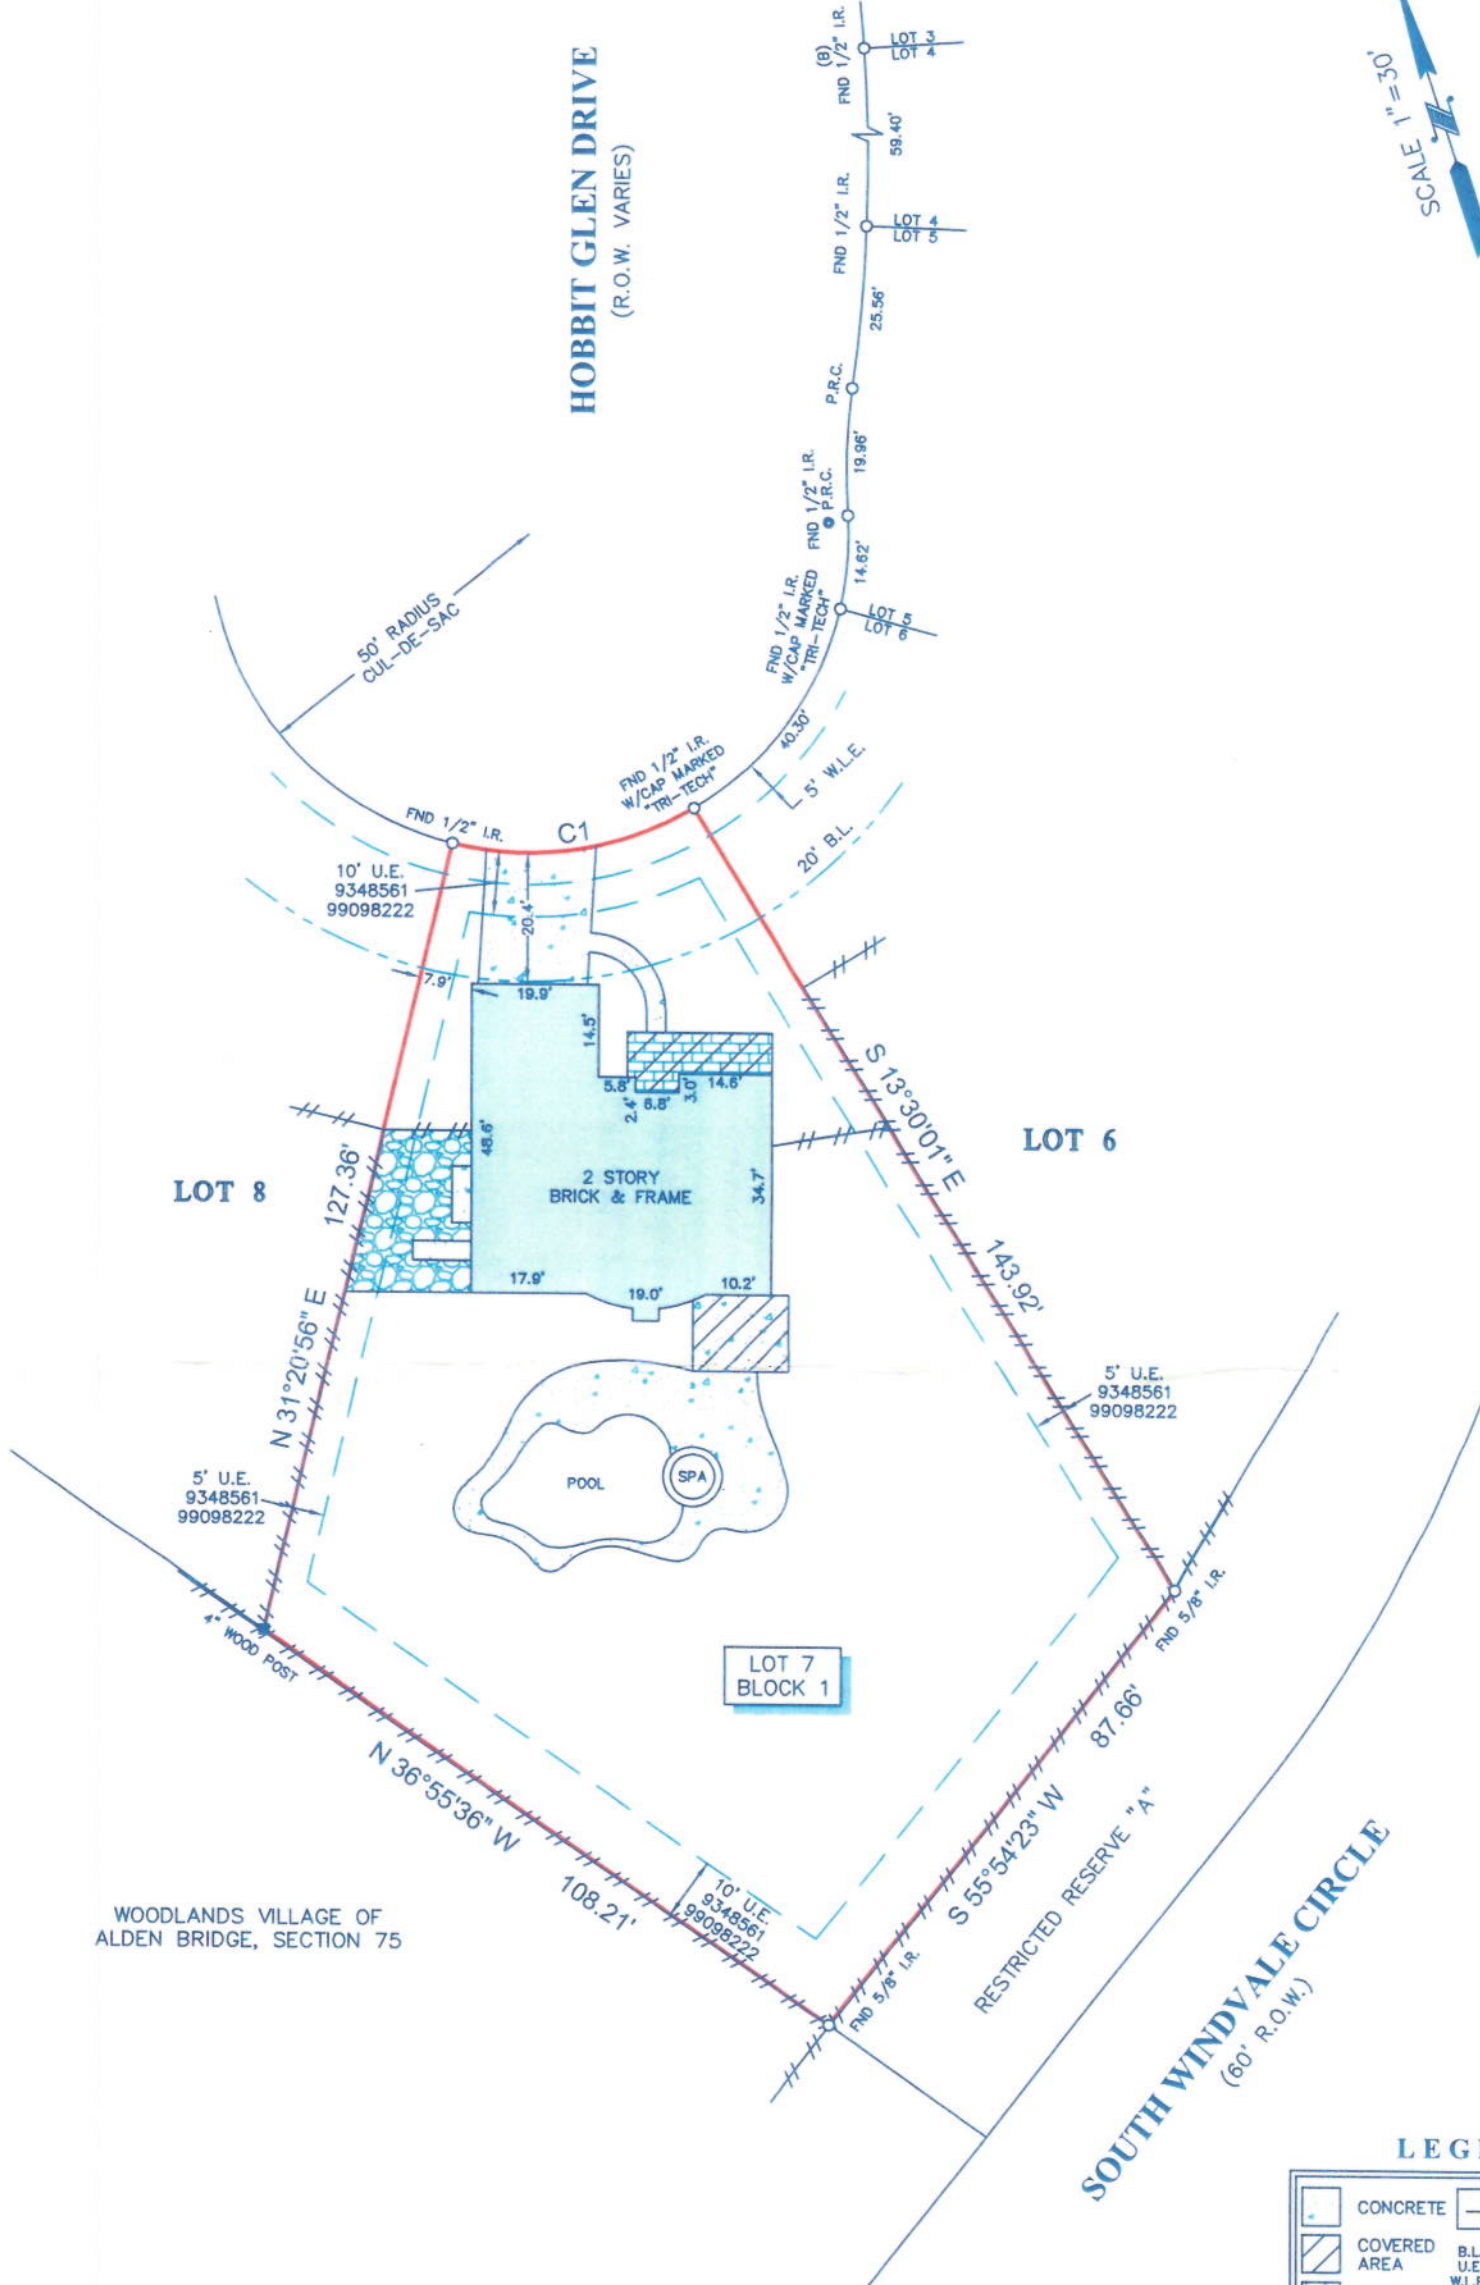 HOBBIT GLEN DRIVE
(R.O.W. VARIES)
(B)
FND 1/2" I.R.
LOT 3
LOT 4
59.40'
FND 1/2" I.R.
LOT 4
LOT 5
25.56'
P.R.C.
19.96'
FND 1/2" I.R.
@ P.R.C.
14.62'
FND 1/2" I.R.
W/CAP MARKED
"TRI-TECH"
LOT 5
LOT 6
SCALE 1"=30'
50' RADIUS
CUL-DE-SAC
40.30'
5' W.L.E.
20' B.L.
FND 1/2" I.R.
W/CAP MARKED
"TRI-TECH"
FND 1/2" I.R.
C1
10' U.E.
9348561
99098222
20.4'
7.9'
19.9'
14.5'
5.8'
2.4'
6.8'
3.0'
14.6'
48.6'
2 STORY
BRICK & FRAME
34.7'
17.9'
19.0'
10.2'
LOT 8
LOT 6
127.36'
N 31°20'56" E
S 13°30'01" E
143.92'
5' U.E.
9348561
99098222
5' U.E.
9348561
99098222
POOL
SPA
4" WOOD POST
FND 5/8" I.R.
LOT 7
BLOCK 1
87.66'
S 55°54'23" W
N 36°55'36" W
108.21'
10' U.E.
9348561
99098222
FND 5/8" I.R.
RESTRICTED RESERVE "A"
WOODLANDS VILLAGE OF
ALDEN BRIDGE, SECTION 75
SOUTH WINDVALE CIRCLE
(60' R.O.W.)
LEG
CONCRETE
COVERED
AREA
B.L
U.E
W.L